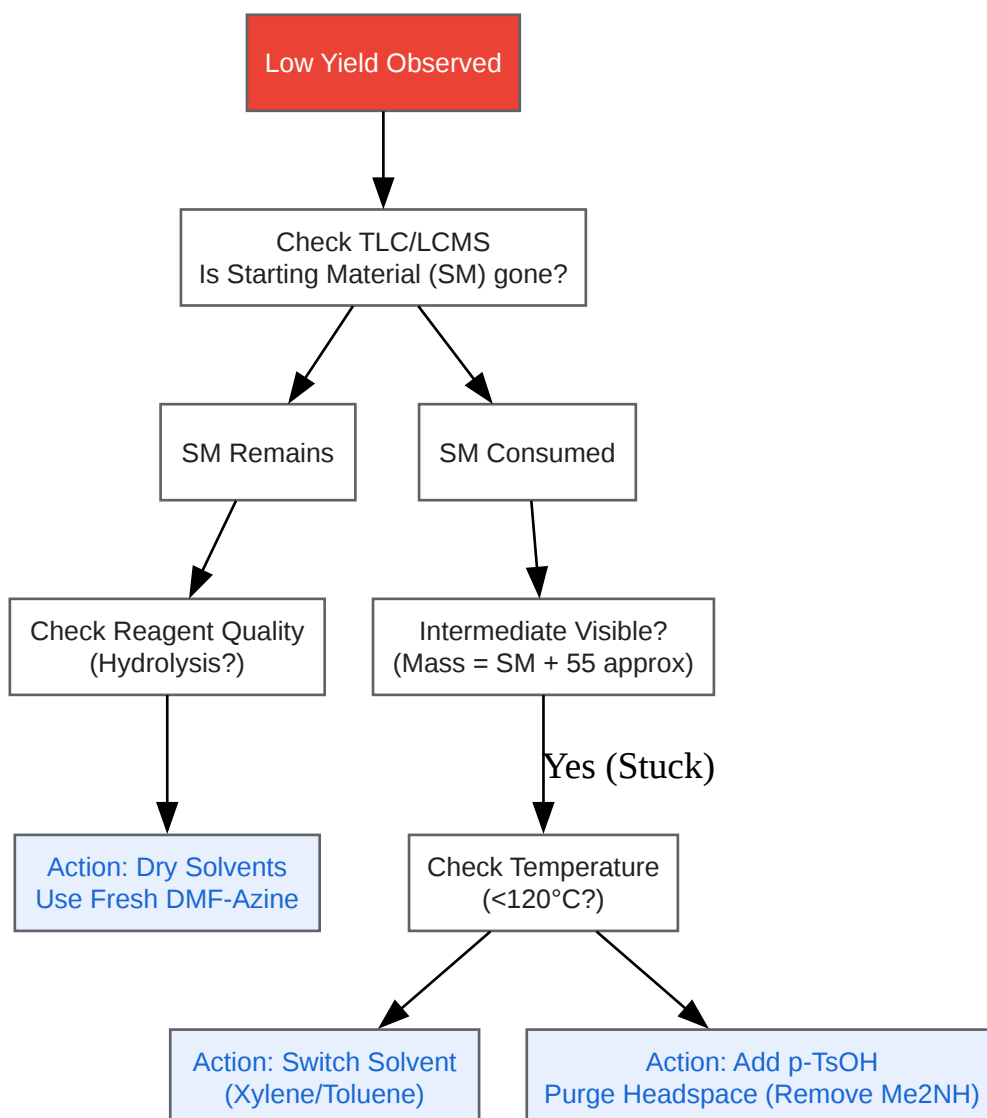 Low Yield Observed
Check TLC/LCMS
Is Starting Material (SM) gone?
SM Remains
SM Consumed
Check Reagent Quality
(Hydrolysis?)
Intermediate Visible?
(Mass = SM + 55 approx)
Yes (Stuck)
Action: Dry Solvents
Use Fresh DMF-Azine
Check Temperature
(<120°C?)
Action: Switch Solvent
(Xylene/Toluene)
Action: Add p-TsOH
Purge Headspace (Remove Me2NH)